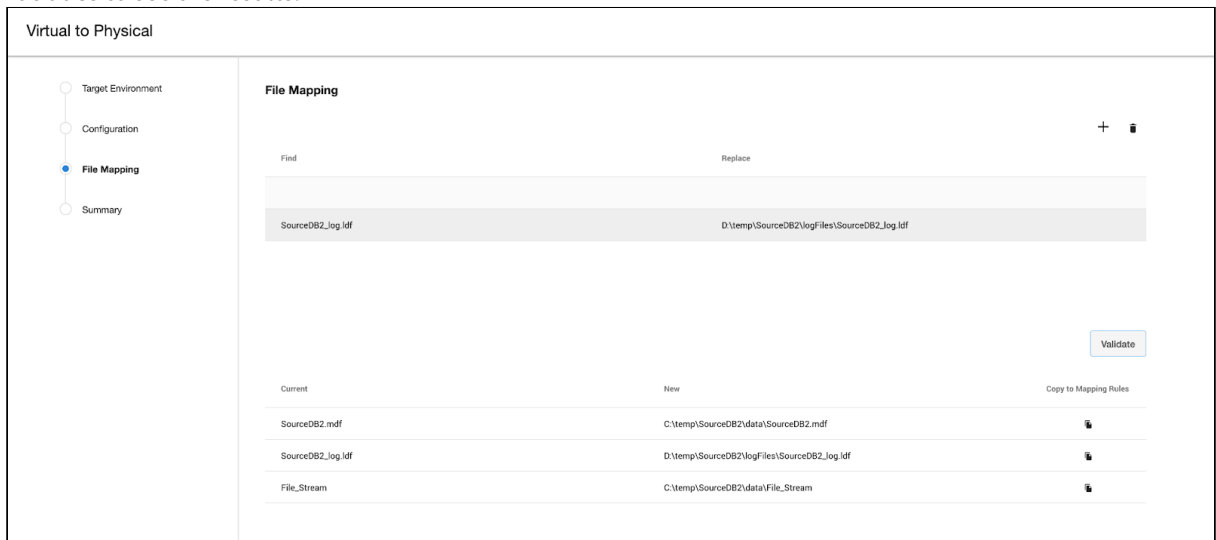 Virtual to Physical
Target Environment
Configuration
File Mapping
Summary
File Mapping
Find Replace
SourceDB2_log.ldf D:\temp\SourceDB2\logFiles\SourceDB2_log.ldf
Validate
Current New Copy to Mapping Rules
SourceDB2.mdf C:\temp\SourceDB2\data\SourceDB2.mdf
SourceDB2_log.ldf D:\temp\SourceDB2\logFiles\SourceDB2_log.ldf
File_Stream C:\temp\SourceDB2\data\File_Stream